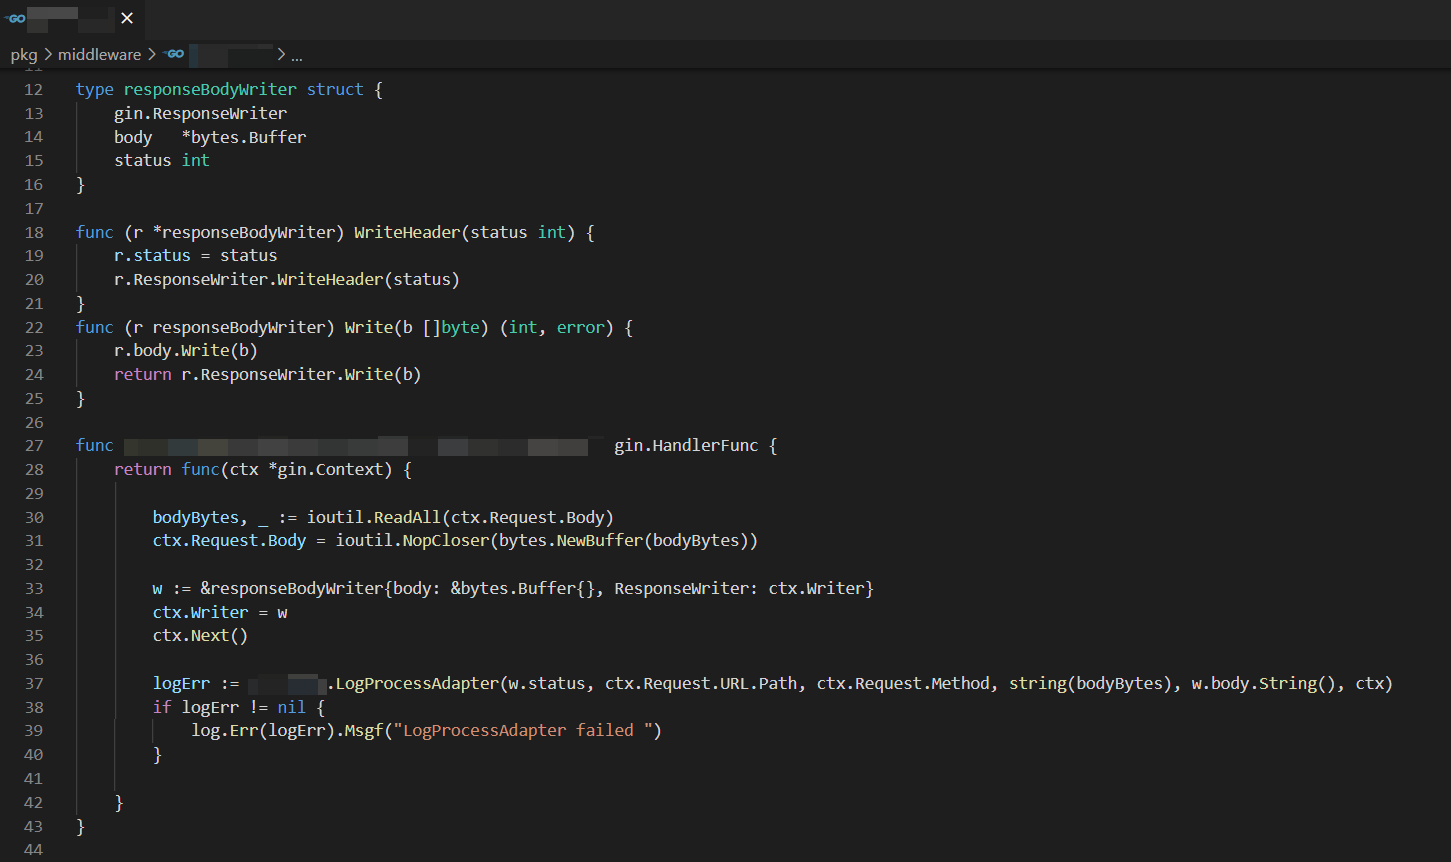 GO
pkg > middleware > GO > ...
11
12 type responseBodyWriter struct {
13 gin.ResponseWriter
14 body *bytes.Buffer
15 status int
16 }
17
18 func (r *responseBodyWriter) WriteHeader(status int) {
19 r.status = status
20 r.ResponseWriter.WriteHeader(status)
21 }
22 func (r responseBodyWriter) Write(b []byte) (int, error) {
23 r.body.Write(b)
24 return r.ResponseWriter.Write(b)
25 }
26
27 func gin.HandlerFunc {
28 return func(ctx *gin.Context) {
29
30 bodyBytes, _ := ioutil.ReadAll(ctx.Request.Body)
31 ctx.Request.Body = ioutil.NopCloser(bytes.NewBuffer(bodyBytes))
32
33 w := &responseBodyWriter{body: &bytes.Buffer{}, ResponseWriter: ctx.Writer}
34 ctx.Writer = w
35 ctx.Next()
36
37 logErr := .LogProcessAdapter(w.status, ctx.Request.URL.Path, ctx.Request.Method, string(bodyBytes), w.body.String(), ctx)
38 if logErr != nil {
39 log.Err(logErr).Msgf("LogProcessAdapter failed ")
40 }
41
42 }
43 }
44